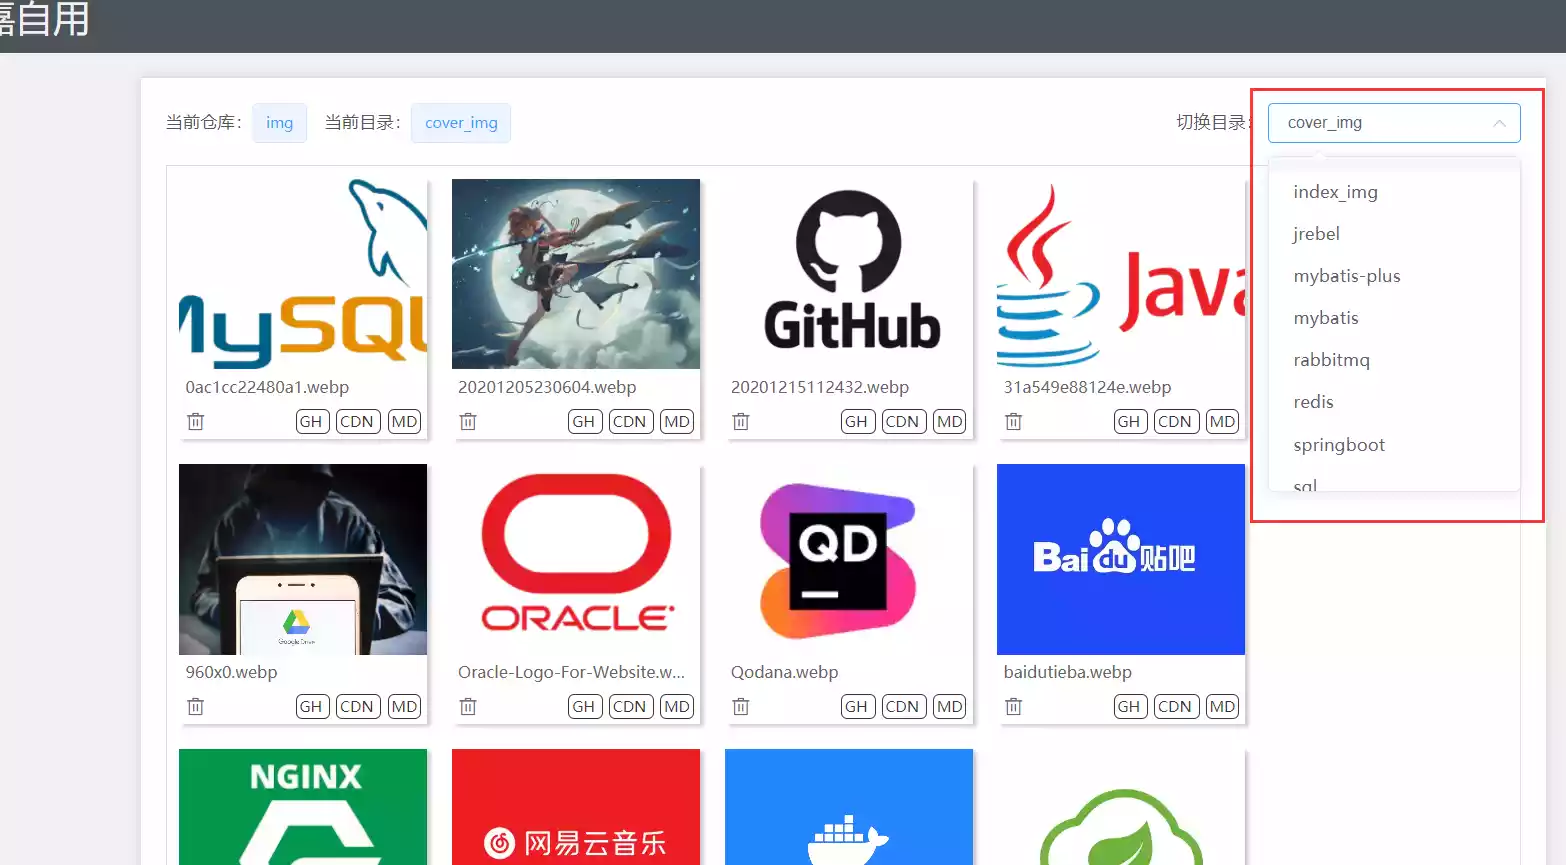 嘉自用
当前仓库： img 当前目录： cover_img 切换目录： cover_img
index_img
jrebel
mybatis-plus
mybatis
rabbitmq
redis
springboot
sql
MySQL
GitHub
Java
0ac1cc22480a1.webp 20201205230604.webp 20201215112432.webp 31a549e88124e.webp
GH CDN MD GH CDN MD GH CDN MD GH CDN MD
Google Drive
ORACLE
QD
Bai du 贴吧
960x0.webp Oracle-Logo-For-Website.w... Qodana.webp baidutieba.webp
GH CDN MD GH CDN MD GH CDN MD GH CDN MD
NGINX
网易云音乐